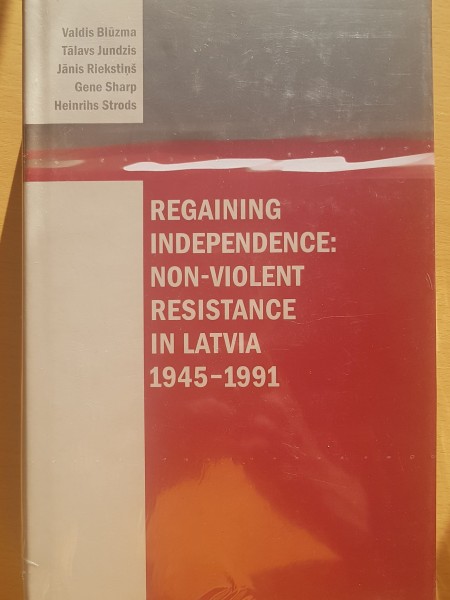 Valdis Blūzma
Tālavs Jundzis
Jānis Riekstiņš
Gene Sharp
Heinrihs Strods
REGAINING
INDEPENDENCE:
NON-VIOLENT
RESISTANCE
IN LATVIA
1945–1991